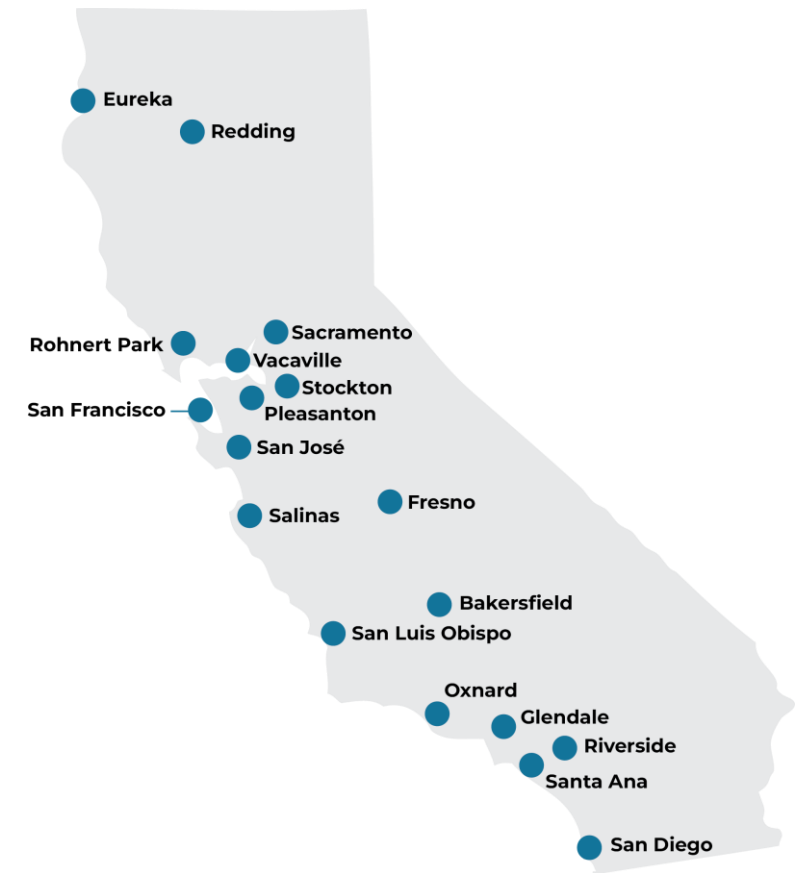 Eureka
Redding
Sacramento
Rohnert Park
Vacaville
Stockton
San Francisco
Pleasanton
San José
Fresno
Salinas
Bakersfield
San Luis Obispo
Oxnard
Glendale
Riverside
Santa Ana
San Diego